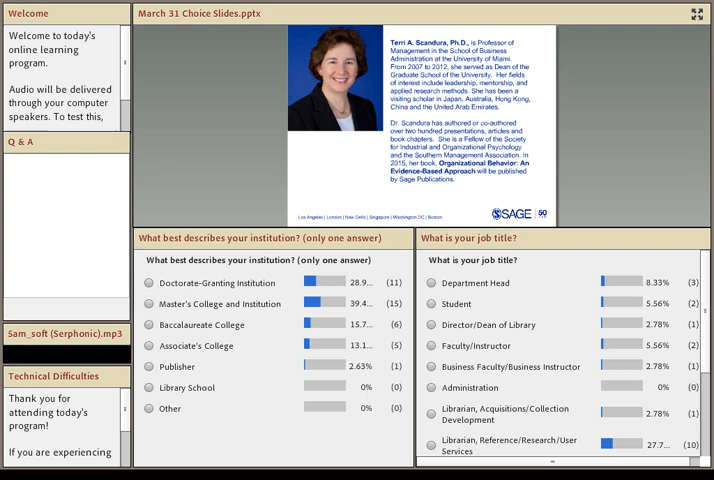 Welcome
Welcome to today's
online learning
program.
Audio will be delivered
through your computer
speakers. To test this,
Q & A
5am_soft (Serphonic).mp3
Technical Difficulties
Thank you for
attending today's
program!
If you are experiencing
March 31 Choice Slides.pptx
Terri A. Scandura, Ph.D., is Professor of
Management in the School of Business
Administration at the University of Miami.
From 2007 to 2012, she served as Dean of the
Graduate School of the University. Her fields
of interest include leadership, mentorship, and
applied research methods. She has been a
visiting scholar in Japan, Australia, Hong Kong,
China and the United Arab Emirates.
Dr. Scandura has authored or co-authored
over two hundred presentations, articles and
book chapters. She is a Fellow of the Society
for Industrial and Organizational Psychology
and the Southern Management Association. In
2015, her book, Organizational Behavior: An
Evidence-Based Approach will be published
by Sage Publications.
Los Angeles | London | New Delhi | Singapore | Washington DC | Boston
SAGE 50
What best describes your institution? (only one answer)
What best describes your institution? (only one answer)
Doctorate-Granting Institution 28.9... (11)
Master's College and Institution 39.4... (15)
Baccalaureate College 15.7... (6)
Associate's College 13.1... (5)
Publisher 2.63% (1)
Library School 0% (0)
Other 0% (0)
What is your job title?
What is your job title?
Department Head 8.33% (3)
Student 5.56% (2)
Director/Dean of Library 2.78% (1)
Faculty/Instructor 5.56% (2)
Business Faculty/Business Instructor 2.78% (1)
Administration 0% (0)
Librarian, Acquisitions/Collection
Development 2.78% (1)
Librarian, Reference/Research/User
Services 27.7... (10)